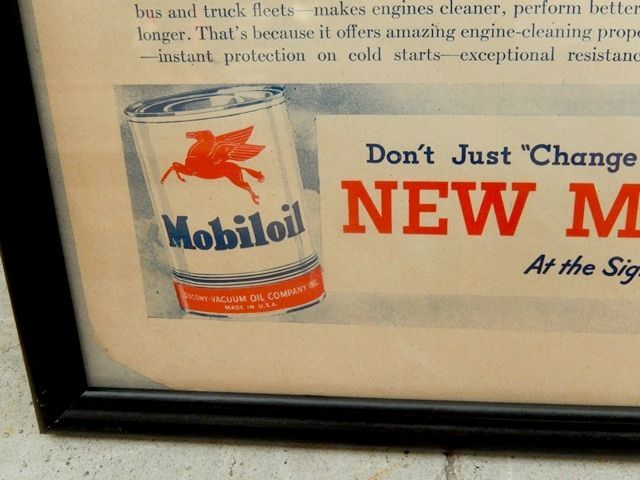 bus and truck fleets—makes engines cleaner, perform better
longer. That's because it offers amazing engine-cleaning prope
—instant protection on cold starts—exceptional resistanc
Don't Just "Change
NEW M
At the Sig
Mobiloil
SOCONY-VACUUM OIL COMPANY INC.
MADE IN U.S.A.